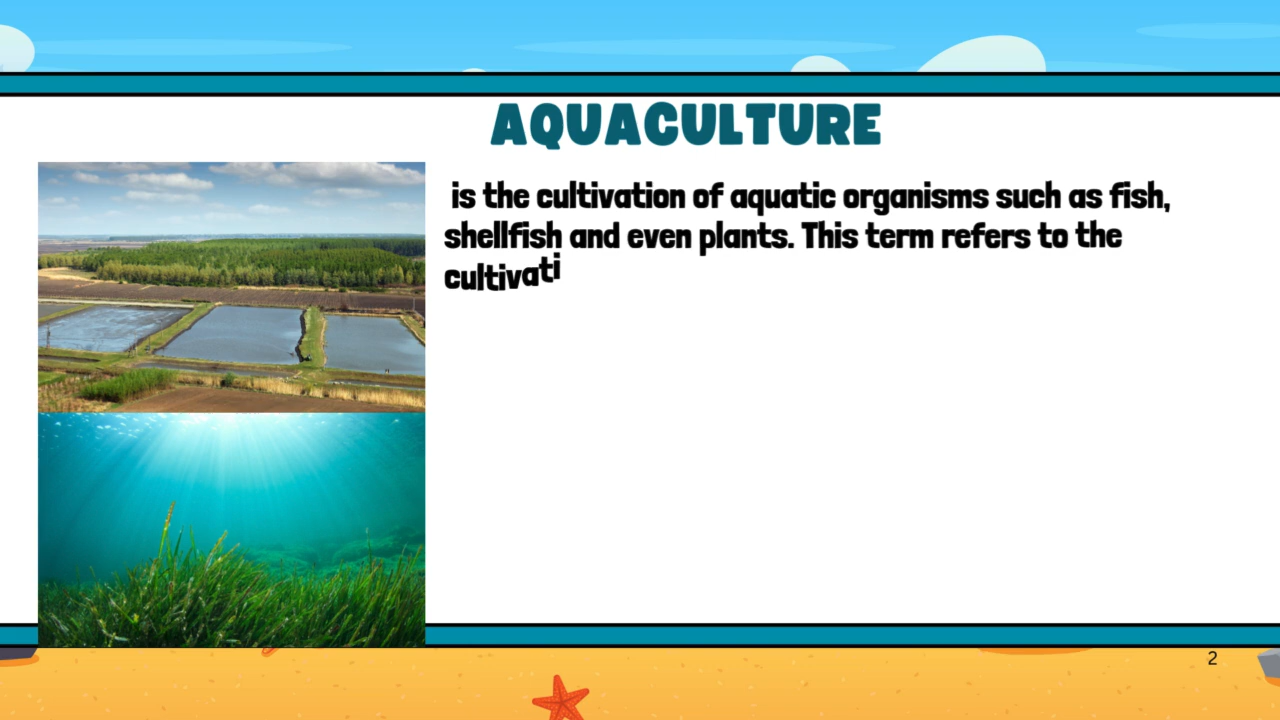 AQUACULTURE
is the cultivation of aquatic organisms such as fish,
shellfish and even plants. This term refers to the
cultivati
2